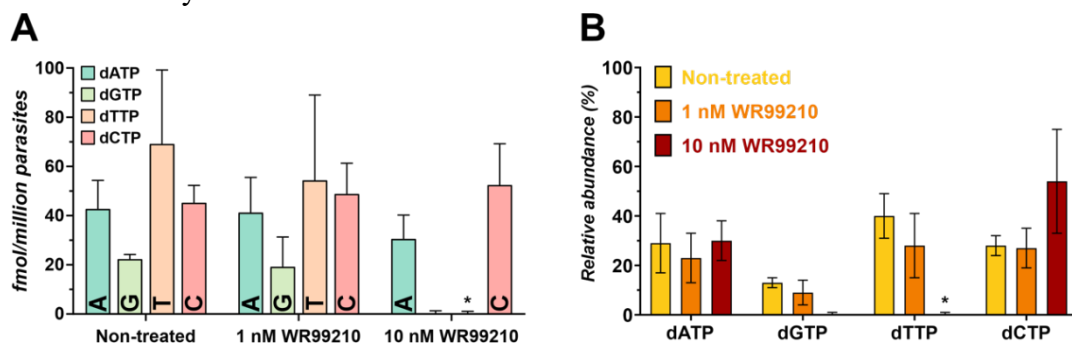 A
fmol/million parasites
100
80
60
40
20
0
dATP
dGTP
dTTP
dCTP
A G T C A G T C A * C
Non-treated 1 nM WR99210 10 nM WR99210
B
Relative abundance (%)
100
80
60
40
20
0
Non-treated
1 nM WR99210
10 nM WR99210
*
dATP dGTP dTTP dCTP